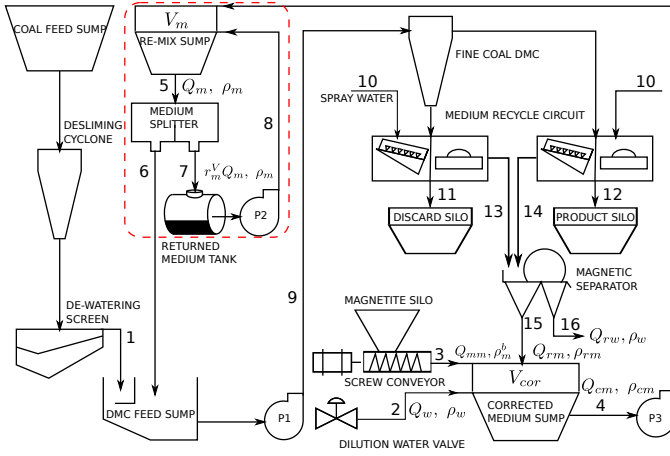 COAL FEED SUMP
V_m
RE-MIX SUMP
5
Q_m, ρ_m
MEDIUM
SPLITTER
8
6
7
r_m^V Q_m, ρ_m
P2
RETURNED
MEDIUM TANK
DESLIMING
CYCLONE
DE-WATERING
SCREEN
1
DMC FEED SUMP
P1
9
FINE COAL DMC
10
SPRAY WATER
10
MEDIUM RECYCLE CIRCUIT
11
12
13
14
DISCARD SILO
PRODUCT SILO
MAGNETIC
SEPARATOR
15
16
Q_rw, ρ_w
MAGNETITE SILO
3
Q_mm, ρ_m^b
Q_rm, ρ_rm
SCREW CONVEYOR
V_cor
Q_cm, ρ_cm
2
Q_w, ρ_w
CORRECTED
MEDIUM SUMP
4
P3
DILUTION WATER VALVE